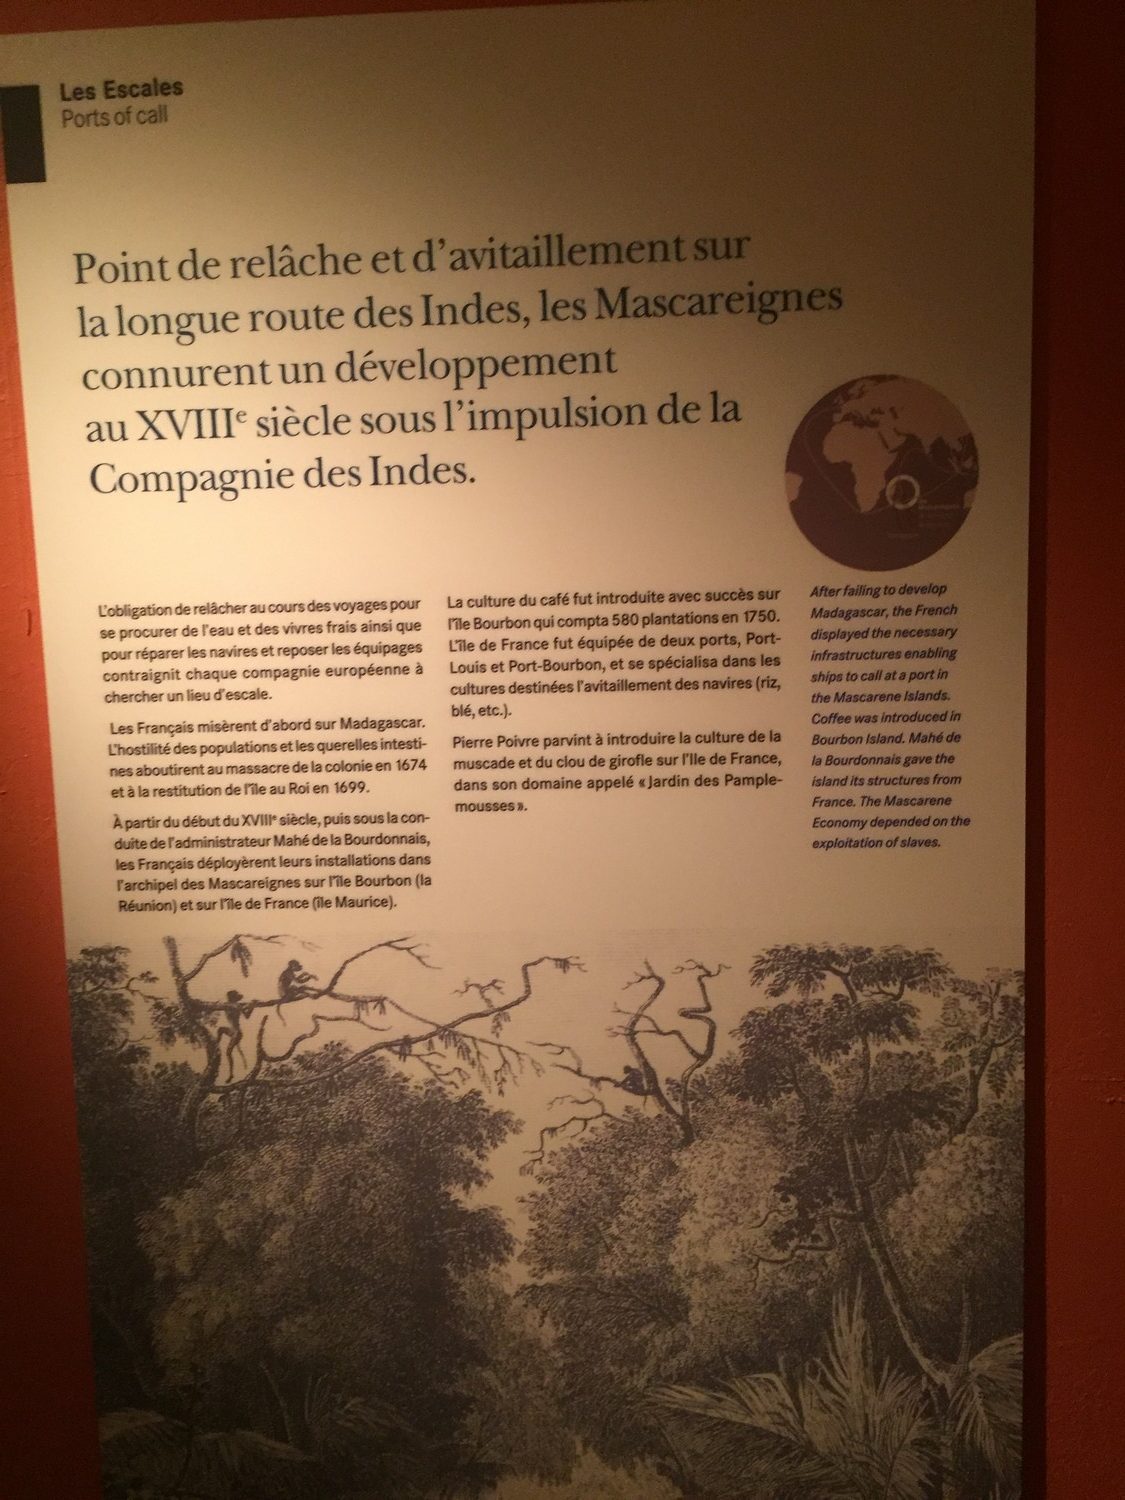 Les Escales
Ports of call
Point de relâche et d'avitaillement sur
la longue route des Indes, les Mascareignes
connurent un développement
au XVIIIe siècle sous l'impulsion de la
Compagnie des Indes.
L'obligation de relâcher au cours des voyages pour
se procurer de l'eau et des vivres frais ainsi que
pour réparer les navires et reposer les équipages
contraignit chaque compagnie européenne à
chercher un lieu d'escale.
Les Français misèrent d'abord sur Madagascar.
L'hostilité des populations et les querelles intesti-
nes aboutirent au massacre de la colonie en 1674
et à la restitution de l'île au Roi en 1699.
À partir du début du XVIIIe siècle, puis sous la con-
duite de l'administrateur Mahé de la Bourdonnais,
les Français déployèrent leurs installations dans
l'archipel des Mascareignes sur l'île Bourbon (la
Réunion) et sur l'île de France (île Maurice).
La culture du café fut introduite avec succès sur
l'île Bourbon qui compta 580 plantations en 1750.
L'île de France fut équipée de deux ports, Port-
Louis et Port-Bourbon, et se spécialisa dans les
cultures destinées l'avitaillement des navires (riz,
blé, etc.).
Pierre Poivre parvint à introduire la culture de la
muscade et du clou de girofle sur l'Ile de France,
dans son domaine appelé « Jardin des Pample-
mousses ».
After failing to develop
Madagascar, the French
displayed the necessary
infrastructures enabling
ships to call at a port in
the Mascarene Islands.
Coffee was introduced in
Bourbon Island. Mahé de
la Bourdonnais gave the
island its structures from
France. The Mascarene
Economy depended on the
exploitation of slaves.